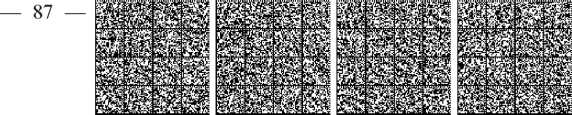 — 87 —